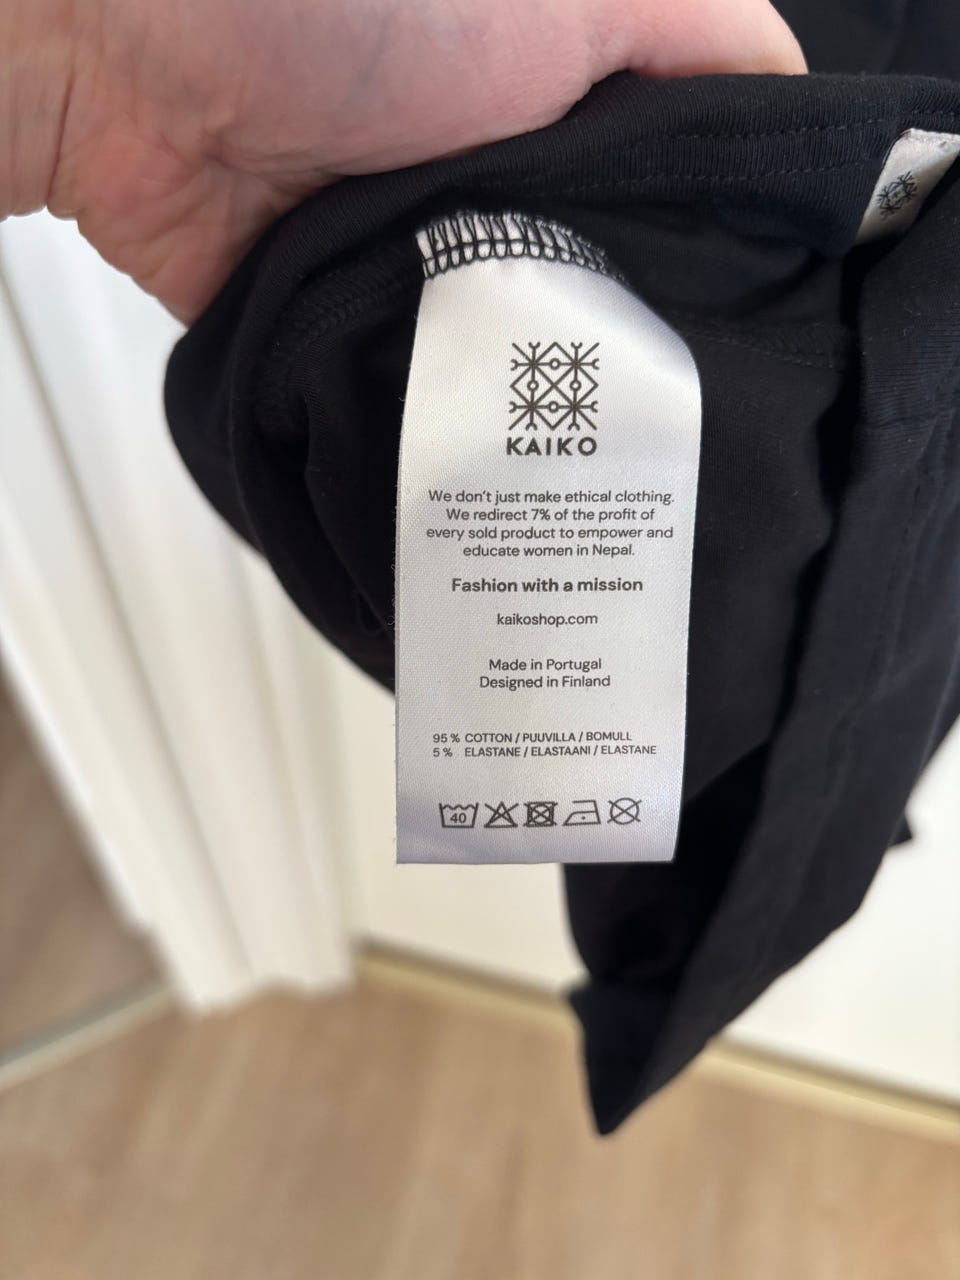 KAIKO
We don't just make ethical clothing.
We redirect 7% of the profit of
every sold product to empower and
educate women in Nepal.
Fashion with a mission
kaikoshop.com
Made in Portugal
Designed in Finland
95 % COTTON / PUUVILLA / BOMULL
5 % ELASTANE / ELASTAANI / ELASTANE
40